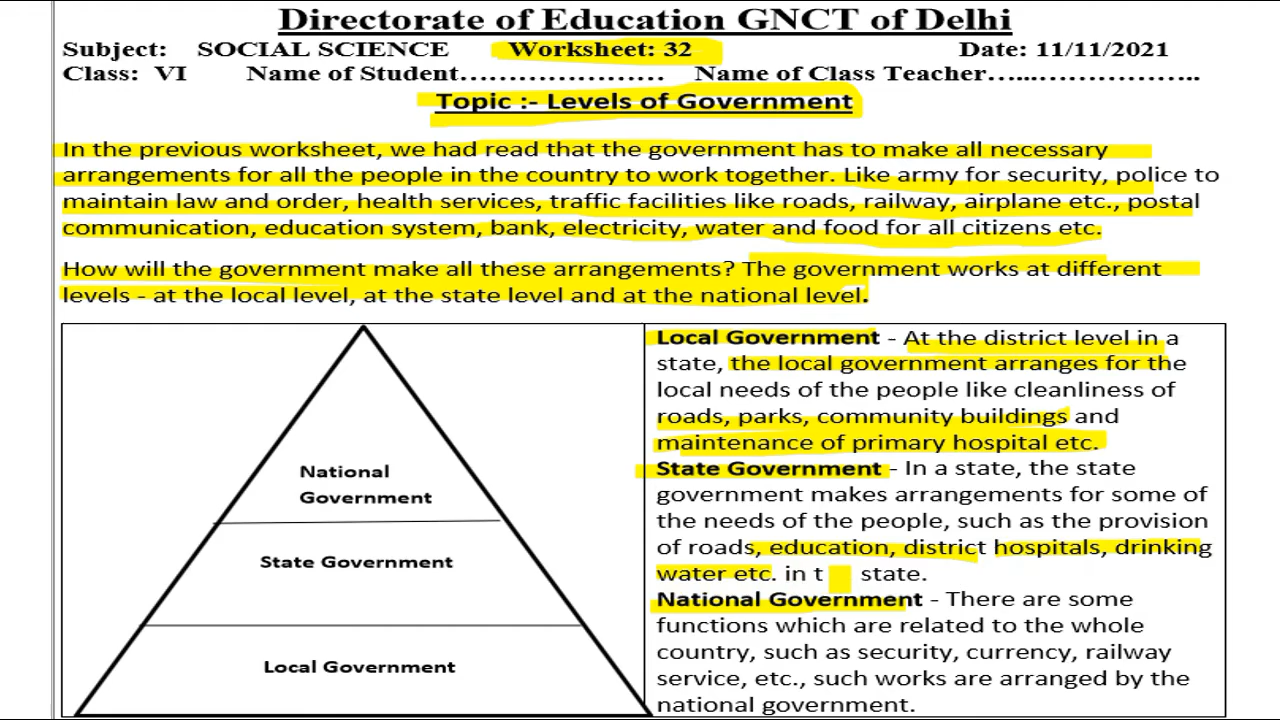 Directorate of Education GNCT of Delhi
Subject: SOCIAL SCIENCE Worksheet: 32 Date: 11/11/2021
Class: VI Name of Student………………… Name of Class Teacher…...……………..
Topic :- Levels of Government
In the previous worksheet, we had read that the government has to make all necessary
arrangements for all the people in the country to work together. Like army for security, police to
maintain law and order, health services, traffic facilities like roads, railway, airplane etc., postal
communication, education system, bank, electricity, water and food for all citizens etc.
How will the government make all these arrangements? The government works at different
levels - at the local level, at the state level and at the national level.
National
Government
State Government
Local Government
Local Government - At the district level in a
state, the local government arranges for the
local needs of the people like cleanliness of
roads, parks, community buildings and
maintenance of primary hospital etc.
State Government - In a state, the state
government makes arrangements for some of
the needs of the people, such as the provision
of roads, education, district hospitals, drinking
water etc. in t state.
National Government - There are some
functions which are related to the whole
country, such as security, currency, railway
service, etc., such works are arranged by the
national government.